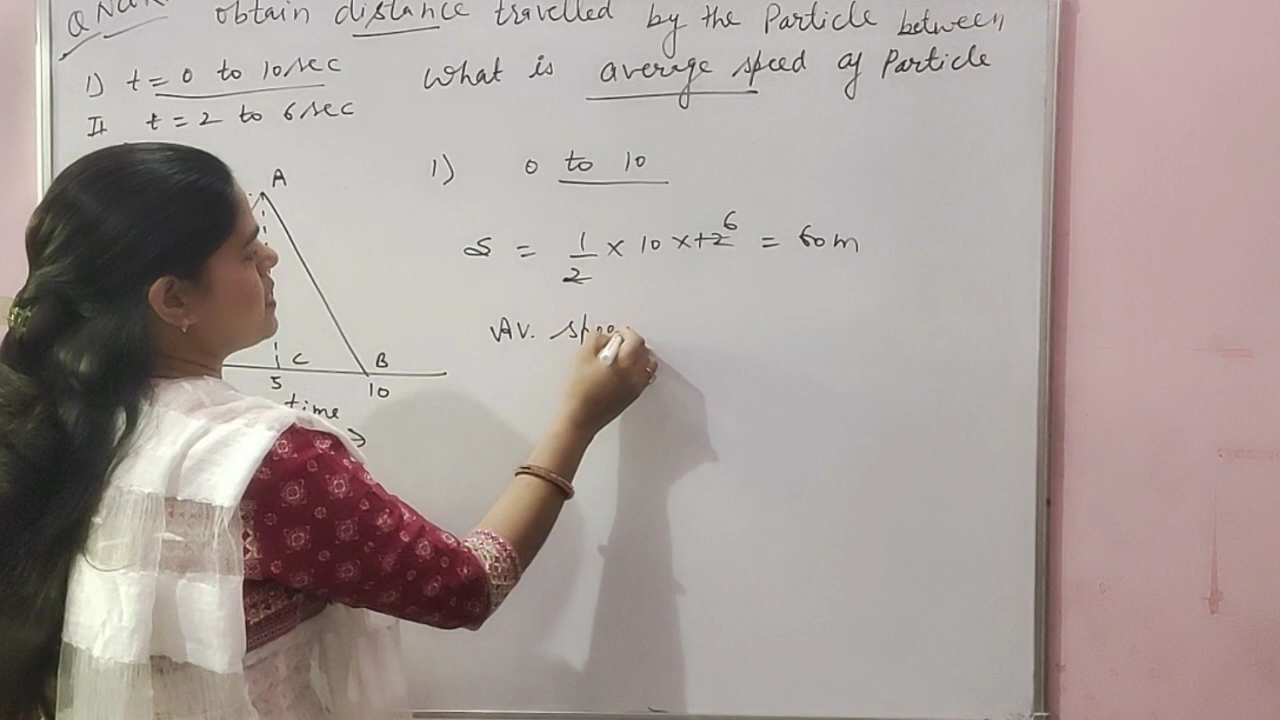 obtain distance travelled by the Particle between
1) t = 0 to 10 sec
What is average speed of Particle
II t = 2 to 6 sec
1) 0 to 10
A
S = 1/2 × 10 × 12 6 = 60 m
Av. spee
C B
5 10
time